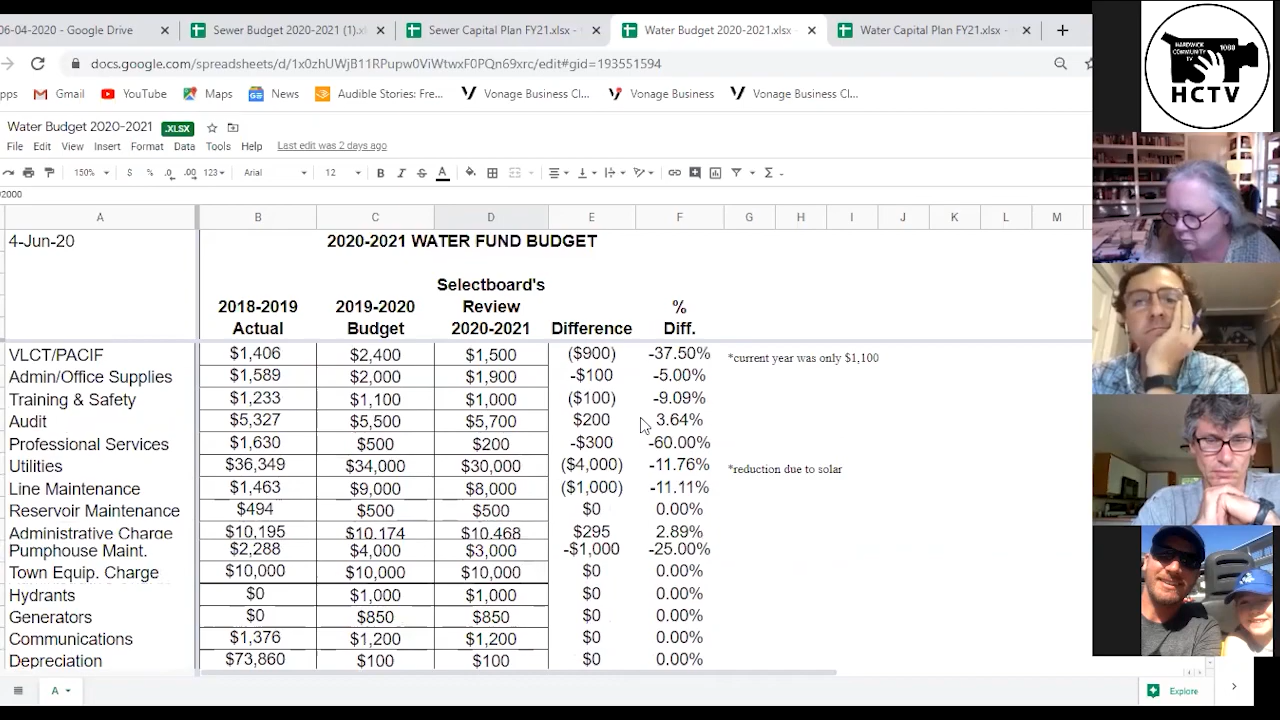 06-04-2020 - Google Drive × Sewer Budget 2020-2021 (1).x × Sewer Capital Plan FY21.xlsx - × Water Budget 2020-2021.xlsx - × Water Capital Plan FY21.xlsx - × +
HARDWICK COMMUNITY TV 1088
HCTV
Gmail YouTube Maps News Audible Stories: Fre... Vonage Business Cl... Vonage Business Vonage Business Cl...
Water Budget 2020-2021 .XLSX
File Edit View Insert Format Data Tools Help Last edit was 2 days ago
150% $ % .0 .00 123 Arial 12 B I S A
A B C D E F G H I J K L M
4-Jun-20 2020-2021 WATER FUND BUDGET
Selectboard's
2018-2019 2019-2020 Review %
Actual Budget 2020-2021 Difference Diff.
VLCT/PACIF $1,406 $2,400 $1,500 ($900) -37.50% *current year was only $1,100
Admin/Office Supplies $1,589 $2,000 $1,900 -$100 -5.00%
Training & Safety $1,233 $1,100 $1,000 ($100) -9.09%
Audit $5,327 $5,500 $5,700 $200 3.64%
Professional Services $1,630 $500 $200 -$300 -60.00%
Utilities $36,349 $34,000 $30,000 ($4,000) -11.76% *reduction due to solar
Line Maintenance $1,463 $9,000 $8,000 ($1,000) -11.11%
Reservoir Maintenance $494 $500 $500 $0 0.00%
Administrative Charge $10,195 $10,174 $10,468 $295 2.89%
Pumphouse Maint. $2,288 $4,000 $3,000 -$1,000 -25.00%
Town Equip. Charge $10,000 $10,000 $10,000 $0 0.00%
Hydrants $0 $1,000 $1,000 $0 0.00%
Generators $0 $850 $850 $0 0.00%
Communications $1,376 $1,200 $1,200 $0 0.00%
Depreciation $73,860 $100 $100 $0 0.00%
A Explore